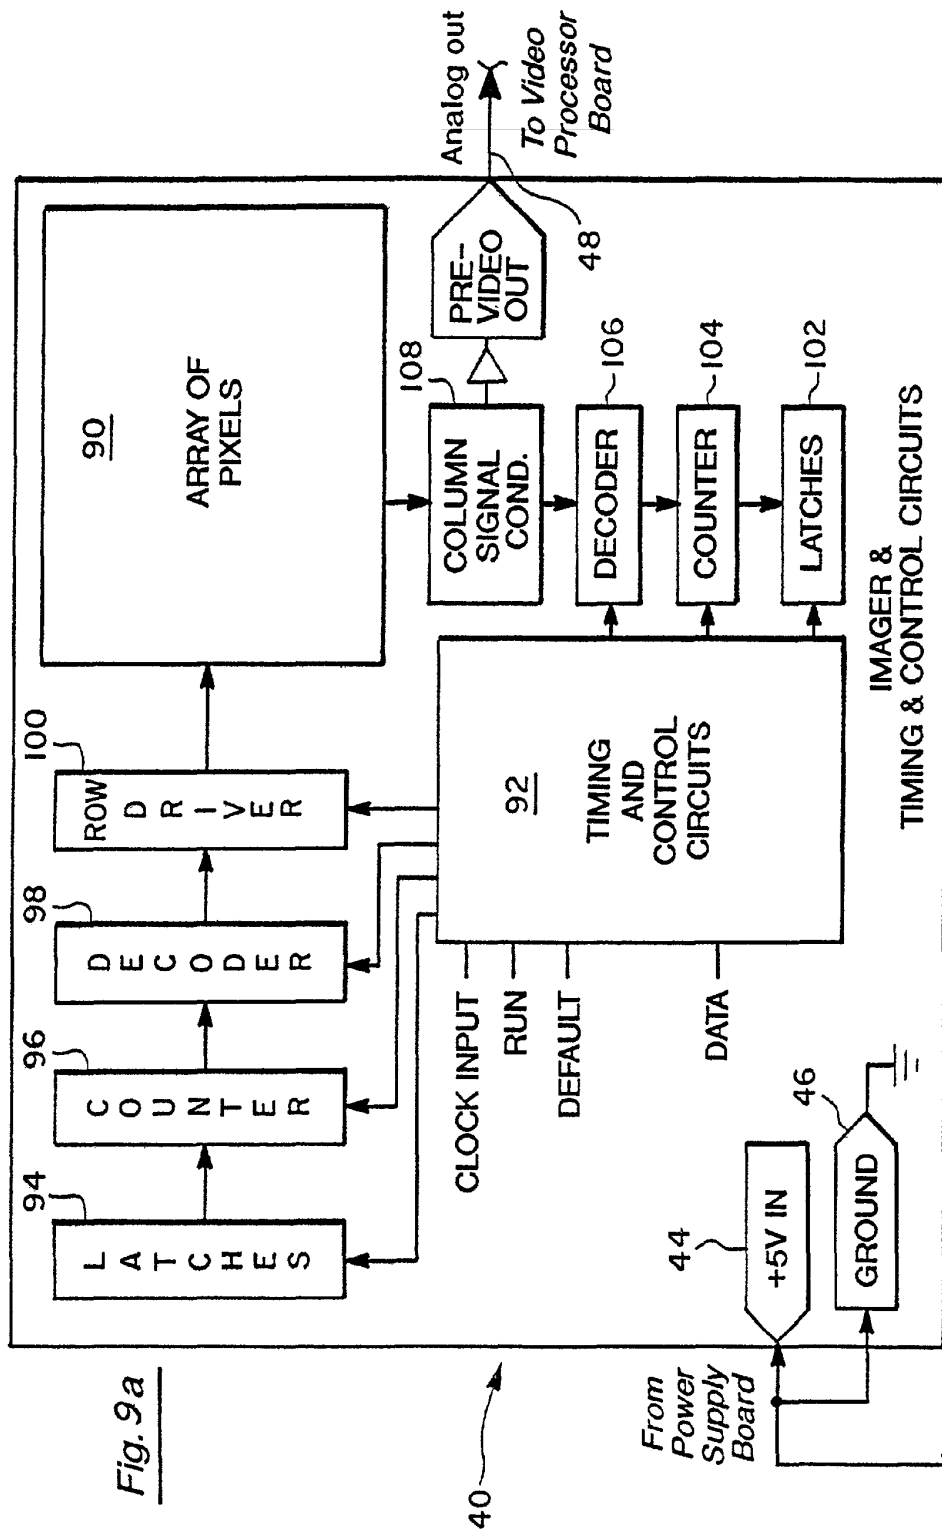 Fig. 9a
40
94
LATCHES
96
COUNTER
98
DECODER
100
ROW
DRIVER
90
ARRAY OF
PIXELS
92
TIMING
AND
CONTROL
CIRCUITS
CLOCK INPUT
RUN
DEFAULT
DATA
108
COLUMN
SIGNAL
COND.
PRE-
VIDEO
OUT
Analog out
To Video
Processor
Board
48
DECODER
106
COUNTER
104
LATCHES
102
From
Power
Supply
Board
44
+5V IN
46
GROUND
IMAGER &
TIMING & CONTROL CIRCUITS